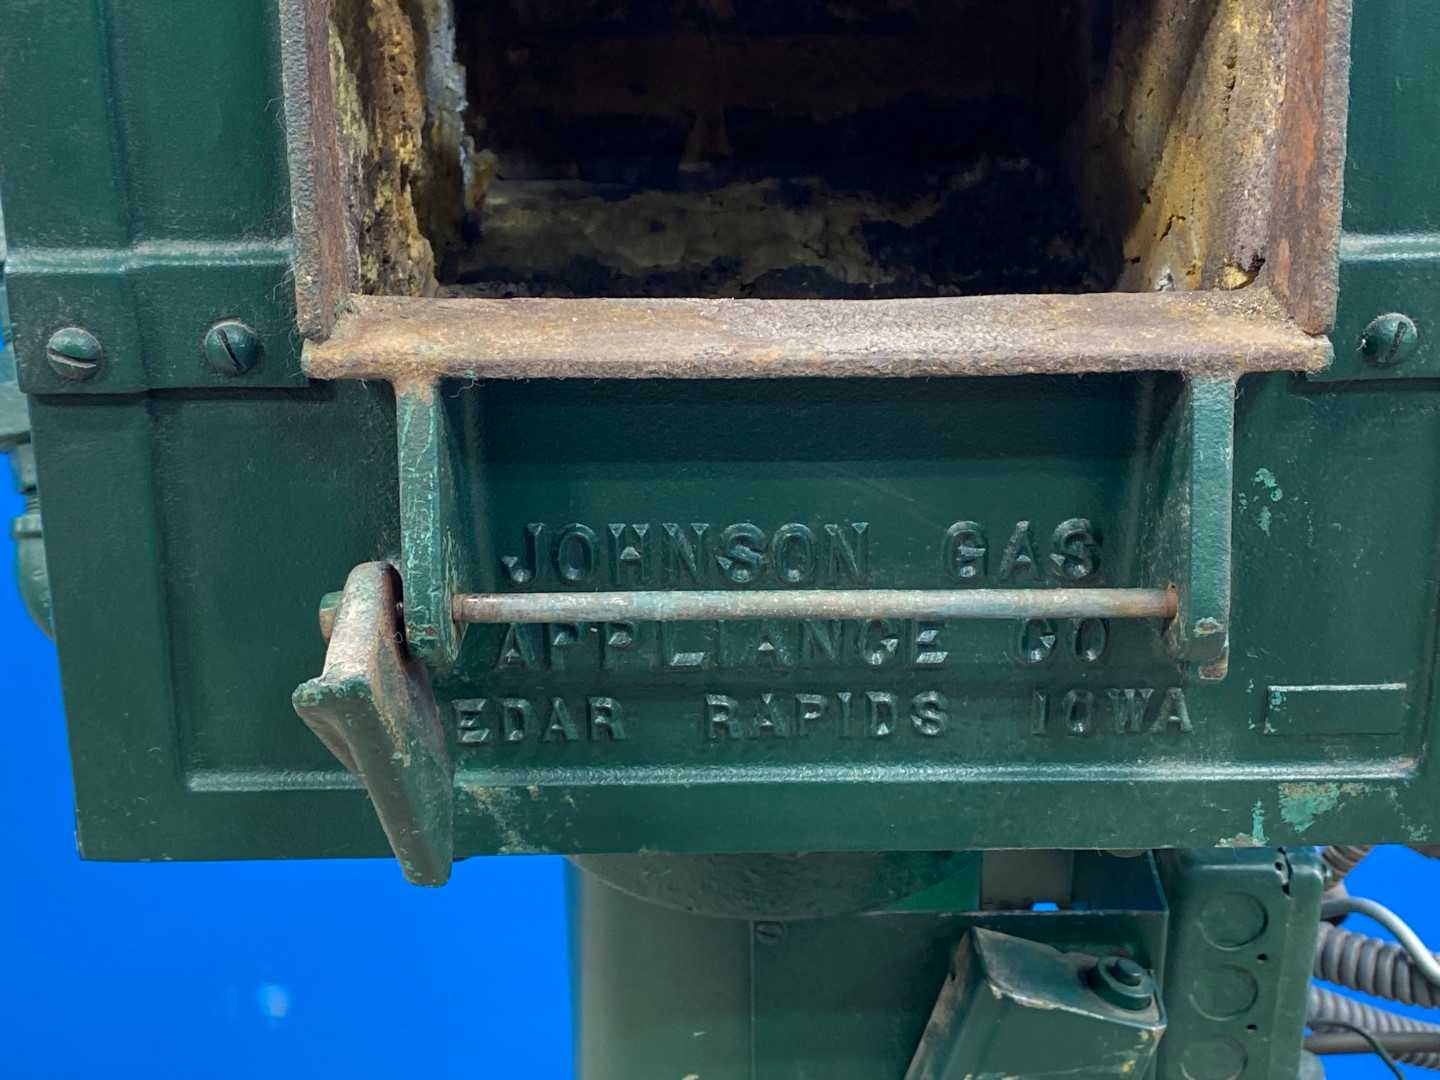 JOHNSON GAS
APPLIANCE CO
EDAR RAPIDS IOWA